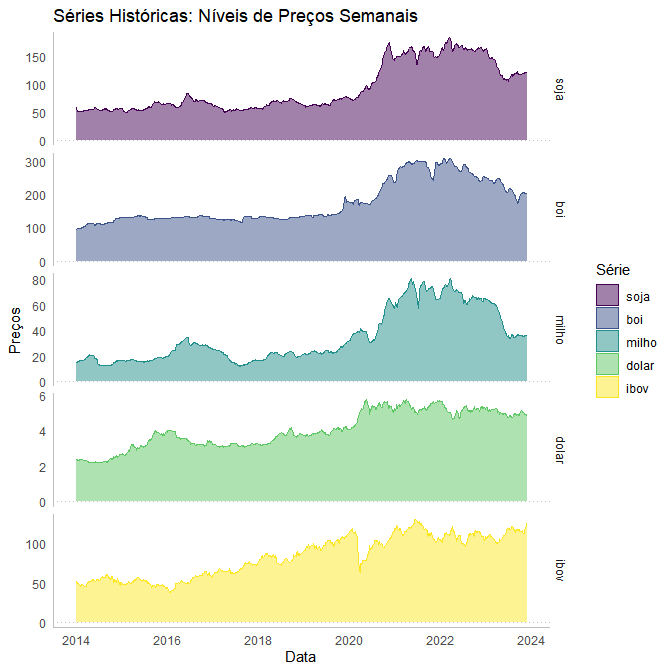 Séries Históricas: Níveis de Preços Semanais
150
100
50
0
soja
300
200
100
0
boi
80
60
40
20
0
milho
6
4
2
0
dolar
100
50
0
ibov
2014 2016 2018 2020 2022 2024
Data
Preços
Série
soja
boi
milho
dolar
ibov